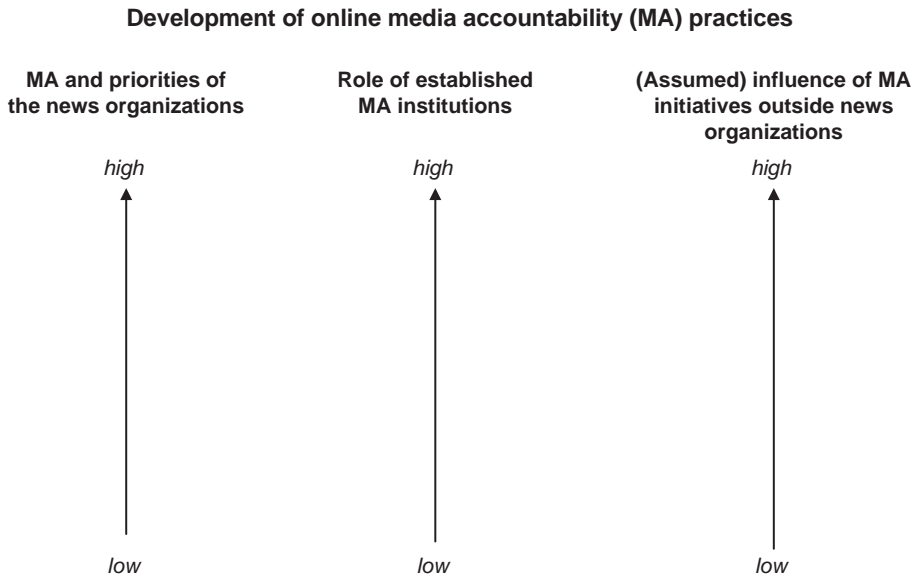 Development of online media accountability (MA) practices
MA and priorities of
the news organizations
Role of established
MA institutions
(Assumed) influence of MA
initiatives outside news
organizations
high
high
high
low
low
low